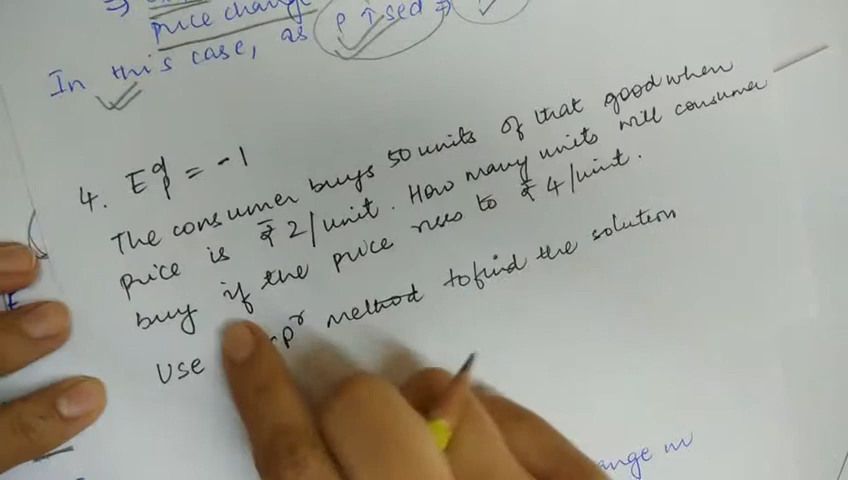 ⇒
price change
In this case, as P ↑sed ⇒
4. E^d_p = -1
The consumer buys 50 units of that good when
price is ₹ 2/unit. How many units will consumer
buy if the price rises to ₹ 4/unit.
Use method to find the solution
ange in